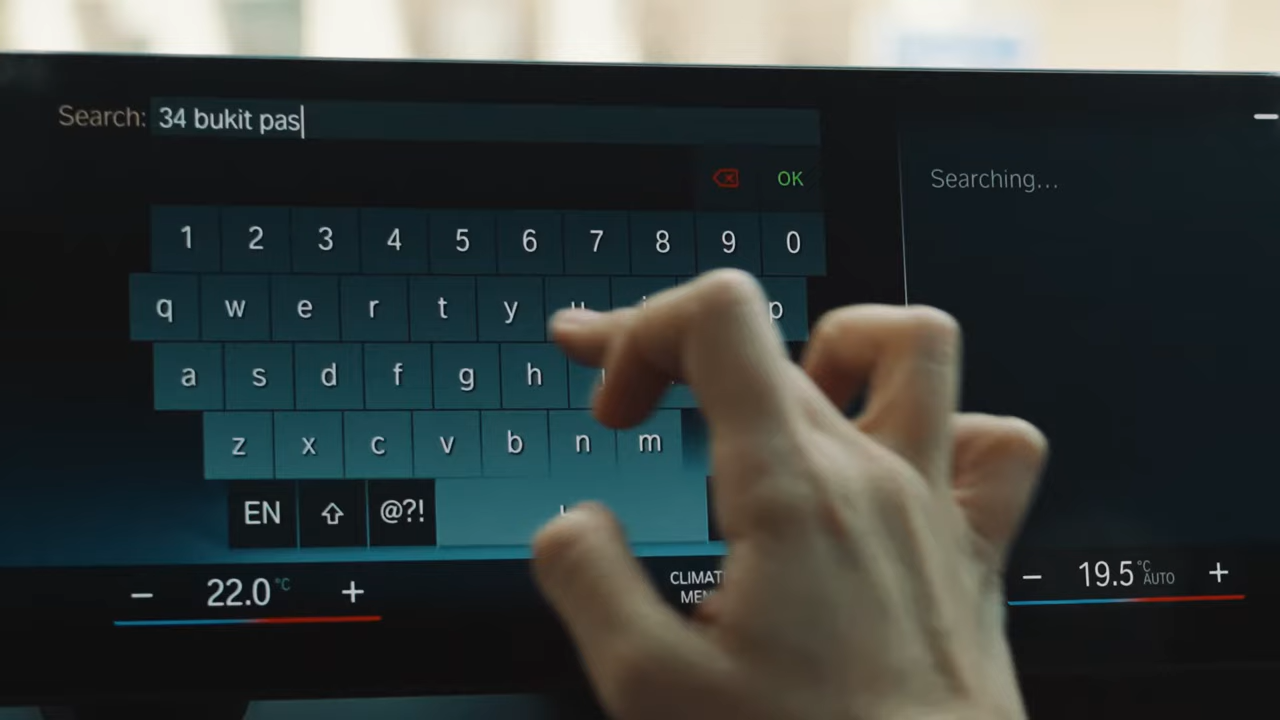 Search: 34 bukit pas
OK
Searching...
1 2 3 4 5 6 7 8 9 0
q w e r t y p
a s d f g h
z x c v b n m
EN @?!
22.0 °C
19.5 °C AUTO